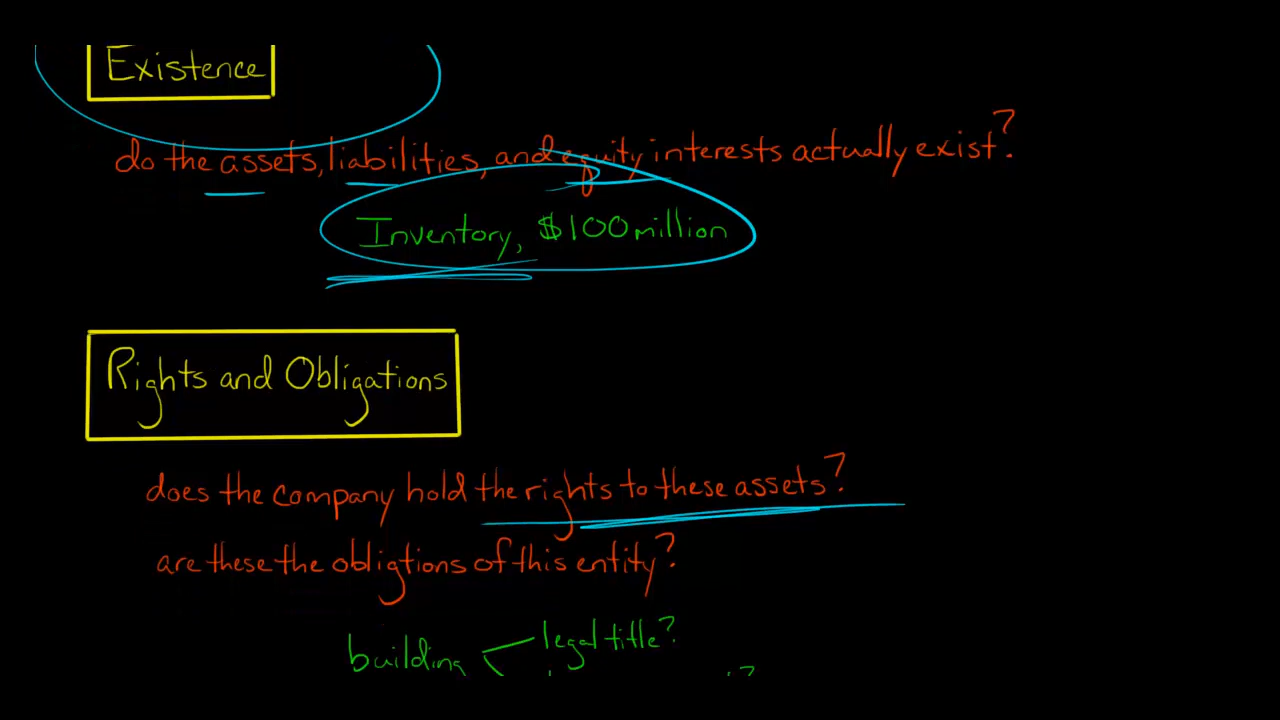 Existence
do the assets, liabilities, and equity interests actually exist?
Inventory, $100 million
Rights and Obligations
does the company hold the rights to these assets?
are these the obligtions of this entity?
legal title?
building
?